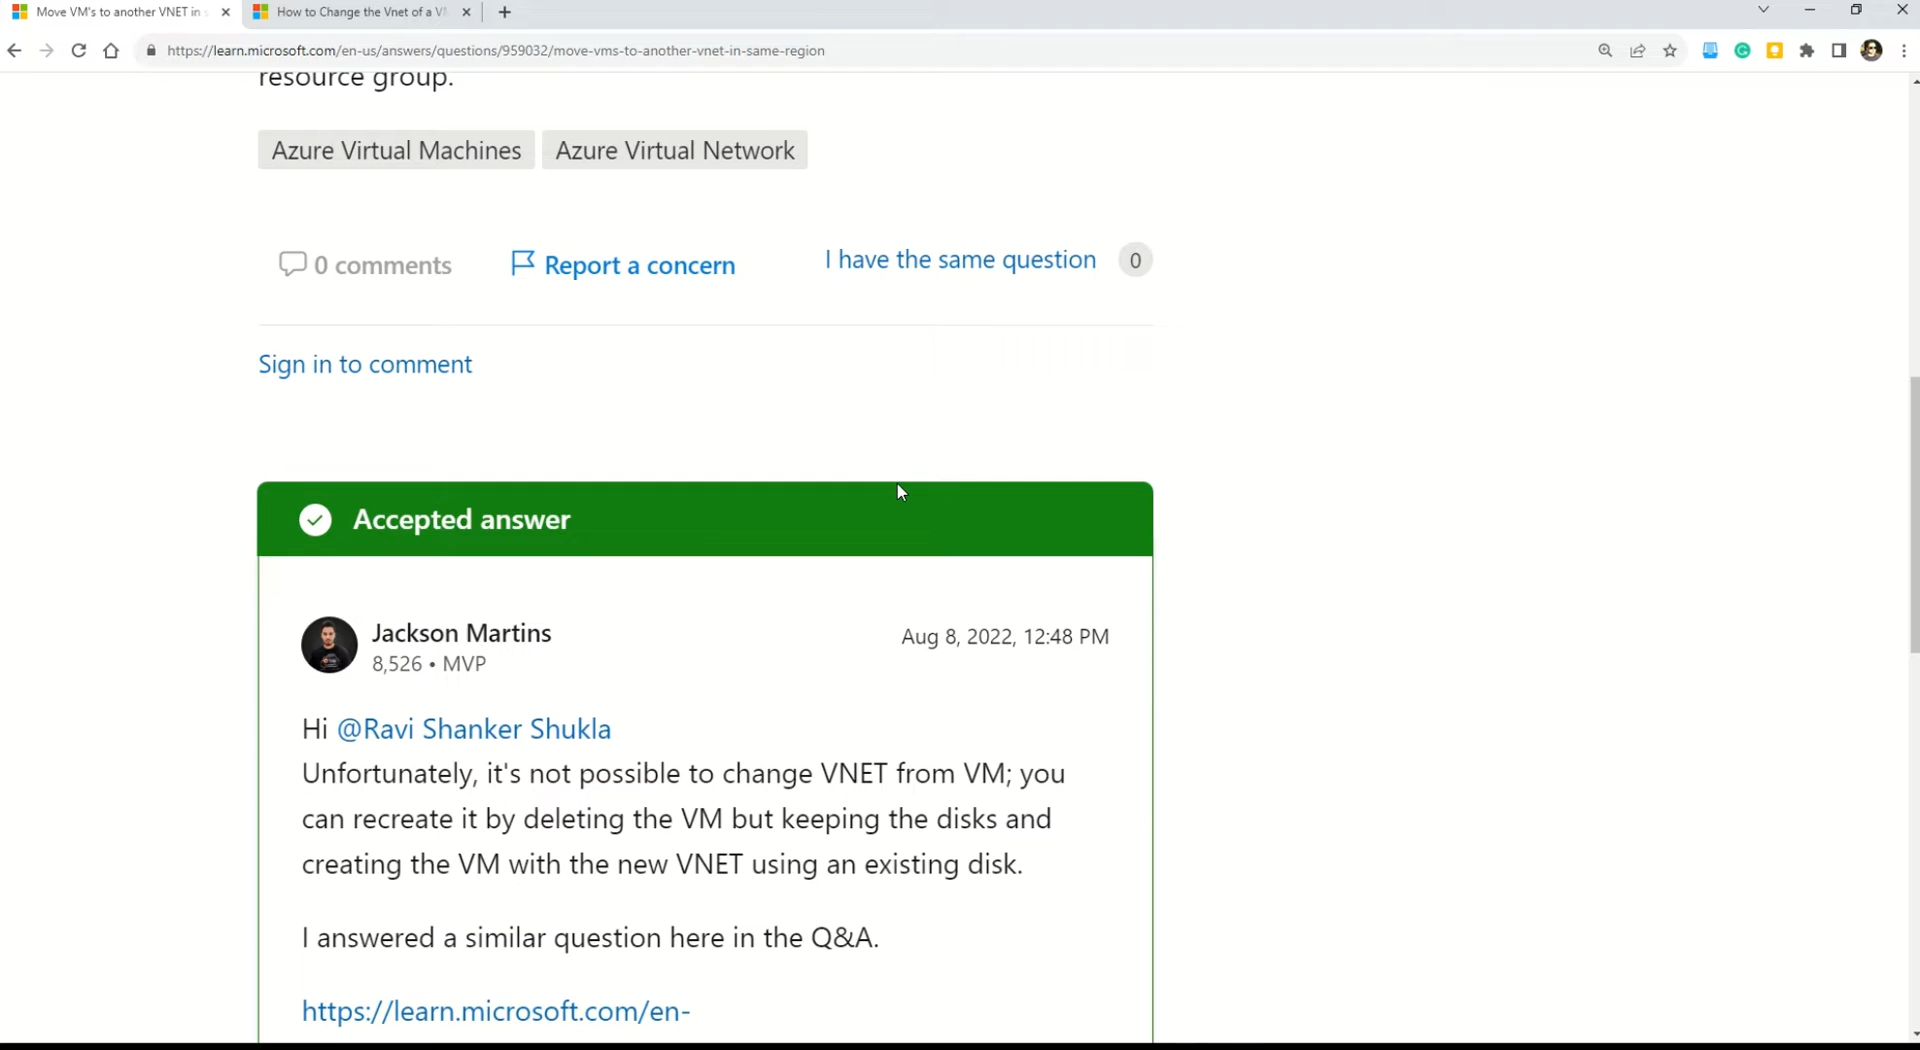 Move VM's to another VNET in
How to Change the Vnet of a
https://learn.microsoft.com/en-us/answers/questions/959032/move-vms-to-another-vnet-in-same-region
resource group.
Azure Virtual Machines Azure Virtual Network
0 comments Report a concern I have the same question 0
Sign in to comment
Accepted answer
Jackson Martins Aug 8, 2022, 12:48 PM
8,526 • MVP
Hi @Ravi Shanker Shukla
Unfortunately, it's not possible to change VNET from VM; you
can recreate it by deleting the VM but keeping the disks and
creating the VM with the new VNET using an existing disk.
I answered a similar question here in the Q&A.
https://learn.microsoft.com/en-